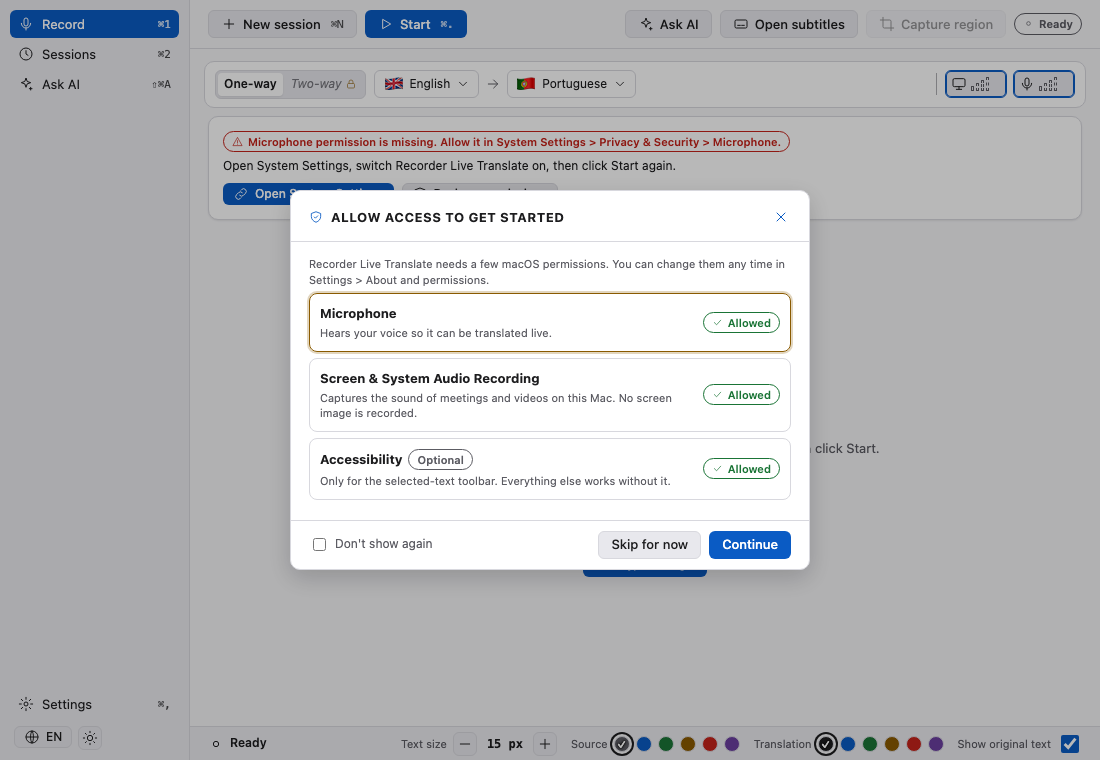 Record ⌘1
Sessions ⌘2
Ask AI ⇧⌘A
New session ⌘N
Start ⌘.
Ask AI
Open subtitles
Capture region
Ready
One-way
Two-way
English
Portuguese
Microphone permission is missing. Allow it in System Settings > Privacy & Security > Microphone.
Open System Settings, switch Recorder Live Translate on, then click Start again.
Open
ALLOW ACCESS TO GET STARTED
Recorder Live Translate needs a few macOS permissions. You can change them any time in
Settings > About and permissions.
Microphone
Hears your voice so it can be translated live.
Allowed
Screen & System Audio Recording
Captures the sound of meetings and videos on this Mac. No screen
image is recorded.
Allowed
Accessibility Optional
Only for the selected-text toolbar. Everything else works without it.
Allowed
click Start.
Don't show again
Skip for now
Continue
Settings ⌘,
EN
Ready
Text size
15 px
Source
Translation
Show original text